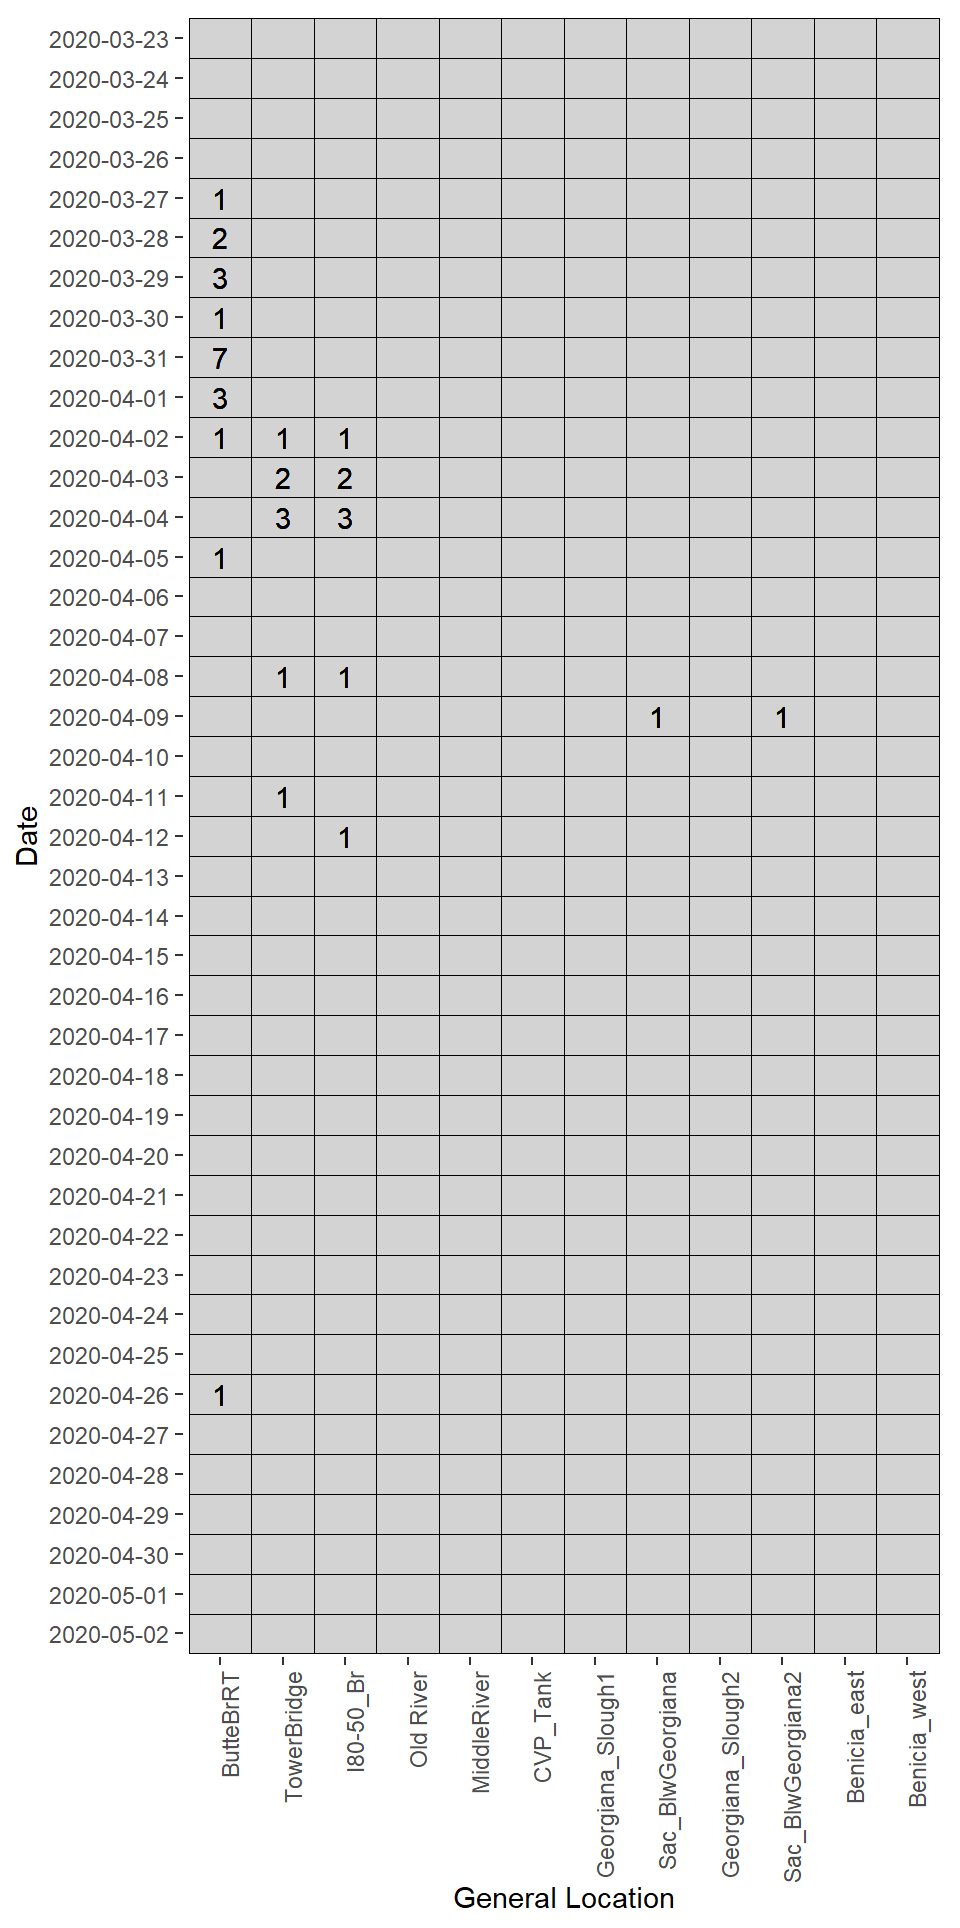 2020-03-23
2020-03-24
2020-03-25
2020-03-26
2020-03-27 1
2020-03-28 2
2020-03-29 3
2020-03-30 1
2020-03-31 7
2020-04-01 3
2020-04-02 1 1 1
2020-04-03 2 2
2020-04-04 3 3
2020-04-05 1
2020-04-06
2020-04-07
2020-04-08 1 1
2020-04-09 1 1
2020-04-10
2020-04-11 1
2020-04-12 1
2020-04-13
2020-04-14
2020-04-15
2020-04-16
2020-04-17
2020-04-18
2020-04-19
2020-04-20
2020-04-21
2020-04-22
2020-04-23
2020-04-24
2020-04-25
2020-04-26 1
2020-04-27
2020-04-28
2020-04-29
2020-04-30
2020-05-01
2020-05-02
Date
ButteBrRT
TowerBridge
I80-50_Br
Old River
MiddleRiver
CVP_Tank
Georgiana_Slough1
Sac_BlwGeorgiana
Georgiana_Slough2
Sac_BlwGeorgiana2
Benicia_east
Benicia_west
General Location